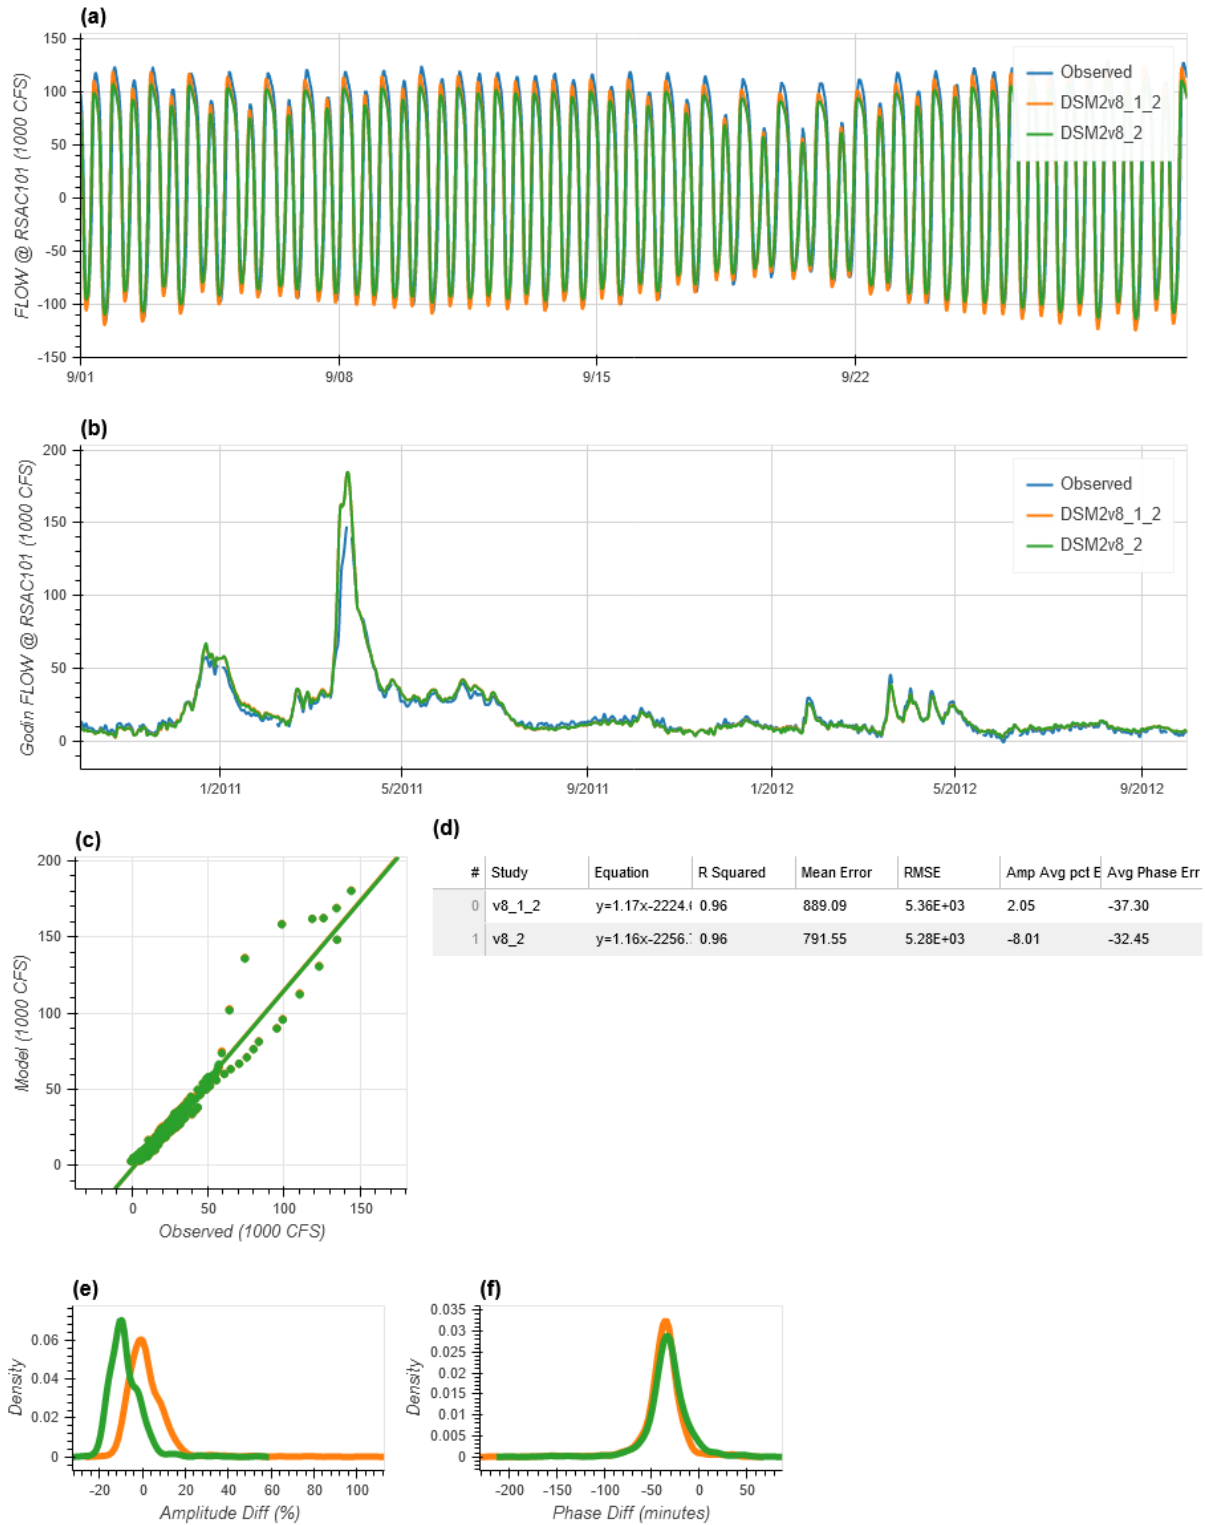 (a)
FLOW @ RSAC101 (1000 CFS)
150
100
50
0
-50
-100
-150
9/01 9/08 9/15 9/22
Observed
DSM2v8_1_2
DSM2v8_2
(b)
Godin FLOW @ RSAC101 (1000 CFS)
200
150
100
50
0
1/2011 5/2011 9/2011 1/2012 5/2012 9/2012
Observed
DSM2v8_1_2
DSM2v8_2
(c)
Model (1000 CFS)
200
150
100
50
0
0 50 100 150
Observed (1000 CFS)
(d)
# Study Equation R Squared Mean Error RMSE Amp Avg pct E Avg Phase Err
0 v8_1_2 y=1.17x-2224.( 0.96 889.09 5.36E+03 2.05 -37.30
1 v8_2 y=1.16x-2256. 0.96 791.55 5.28E+03 -8.01 -32.45
(e)
Density
0.06
0.04
0.02
0
-20 0 20 40 60 80 100
Amplitude Diff (%)
(f)
Density
0.035
0.03
0.025
0.02
0.015
0.01
0.005
0
-200 -150 -100 -50 0 50
Phase Diff (minutes)